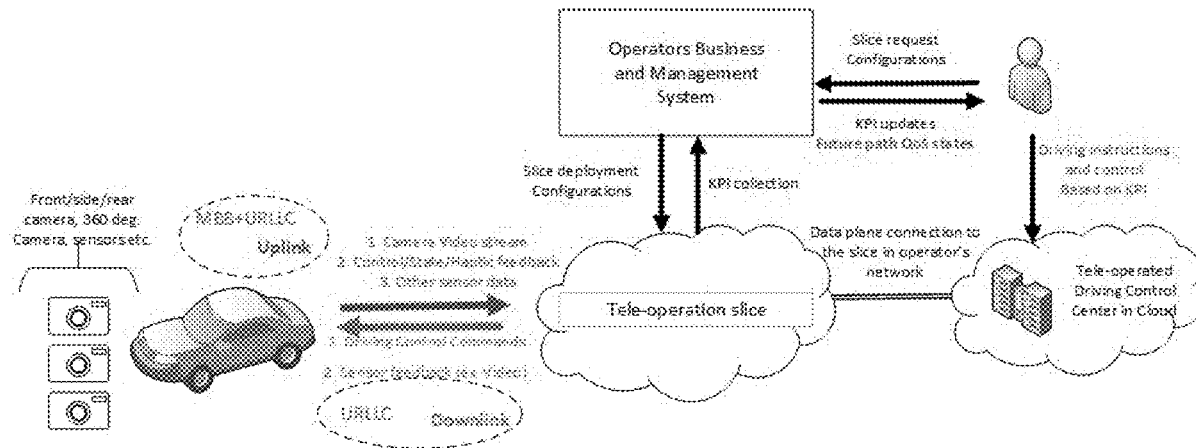 Operators Business
and Management
System
Slice request
Configurations
KPI updates
Future path QoS states
Slice deployment
Configurations
KPI collection
Driving instructions
and control
Based on KPI
Front/side/rear
camera, 360 deg.
Camera, sensors etc.
MBB+URLLC
Uplink
1. Camera Video stream
2. Control/State/Haptic feedback
3. Other sensor data
Data plane connection to
the slice in operator's
network
Tele-operation slice
Tele-operated
Driving Control
Center in Cloud
1. Driving Control Commands
2. Sensor
Video)
URLLC
Downlink